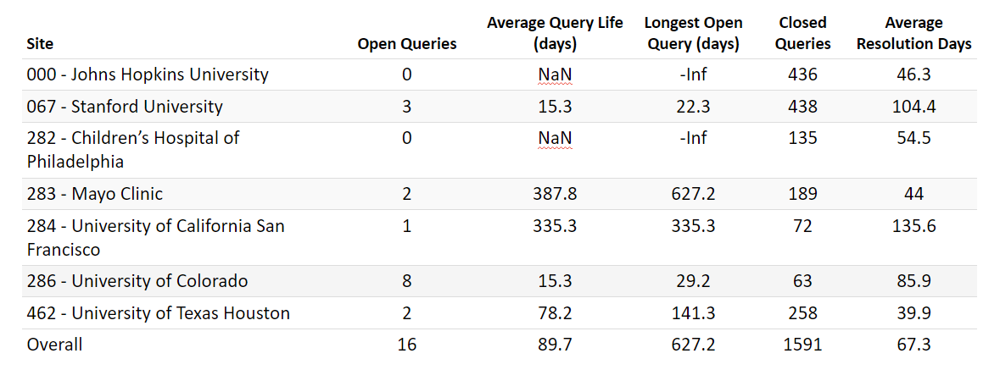 Site Open Queries Average Query Life (days) Longest Open Query (days) Closed Queries Average Resolution Days
000 - Johns Hopkins University 0 NaN -Inf 436 46.3
067 - Stanford University 3 15.3 22.3 438 104.4
282 - Children’s Hospital of Philadelphia 0 NaN -Inf 135 54.5
283 - Mayo Clinic 2 387.8 627.2 189 44
284 - University of California San Francisco 1 335.3 335.3 72 135.6
286 - University of Colorado 8 15.3 29.2 63 85.9
462 - University of Texas Houston 2 78.2 141.3 258 39.9
Overall 16 89.7 627.2 1591 67.3